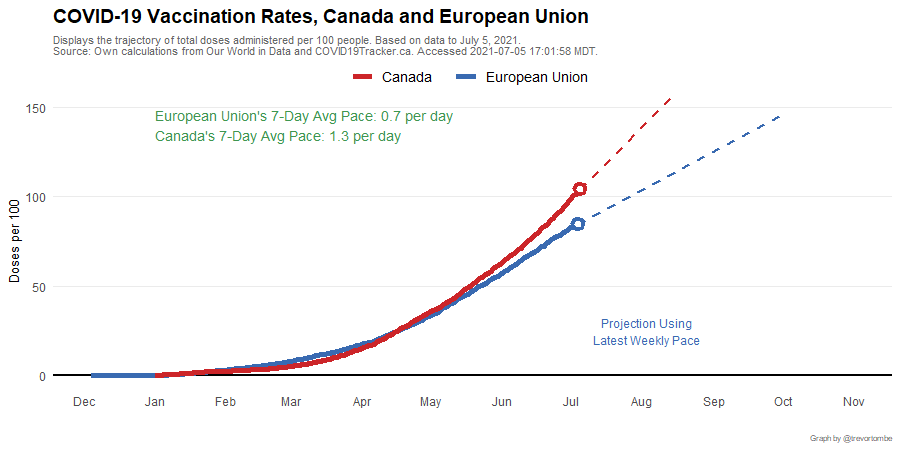 COVID-19 Vaccination Rates, Canada and European Union
Displays the trajectory of total doses administered per 100 people. Based on data to July 5, 2021.
Source: Own calculations from Our World in Data and COVID19Tracker.ca. Accessed 2021-07-05 17:01:58 MDT.
Canada European Union
European Union's 7-Day Avg Pace: 0.7 per day
Canada's 7-Day Avg Pace: 1.3 per day
150
100
50
0
Doses per 100
Projection Using
Latest Weekly Pace
Dec Jan Feb Mar Apr May Jun Jul Aug Sep Oct Nov
Graph by @trevortombe